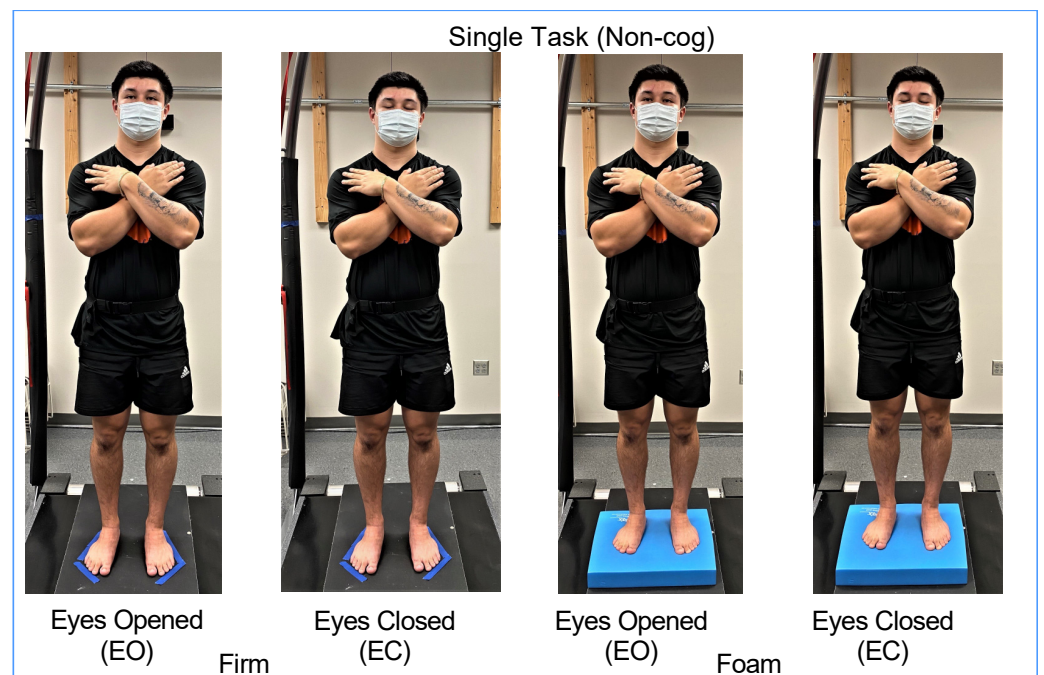 Single Task (Non-cog)
Eyes Opened
(EO)
Eyes Closed
(EC)
Eyes Opened
(EO)
Eyes Closed
(EC)
Firm
Foam